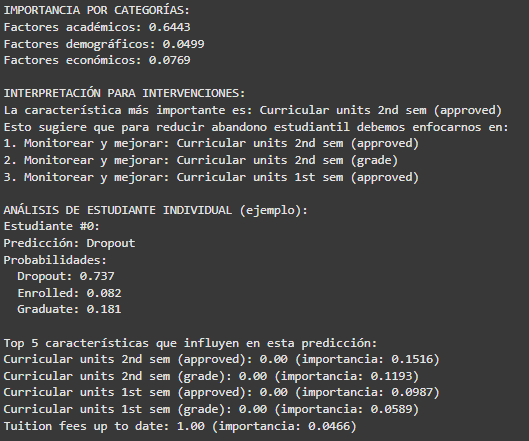 IMPORTANCIA POR CATEGORÍAS:
Factores académicos: 0.6443
Factores demográficos: 0.0499
Factores económicos: 0.0769
INTERPRETACIÓN PARA INTERVENCIONES:
La característica más importante es: Curricular units 2nd sem (approved)
Esto sugiere que para reducir abandono estudiantil debemos enfocarnos en:
1. Monitorear y mejorar: Curricular units 2nd sem (approved)
2. Monitorear y mejorar: Curricular units 2nd sem (grade)
3. Monitorear y mejorar: Curricular units 1st sem (approved)
ANÁLISIS DE ESTUDIANTE INDIVIDUAL (ejemplo):
Estudiante #0:
Predicción: Dropout
Probabilidades:
Dropout: 0.737
Enrolled: 0.082
Graduate: 0.181
Top 5 características que influyen en esta predicción:
Curricular units 2nd sem (approved): 0.00 (importancia: 0.1516)
Curricular units 2nd sem (grade): 0.00 (importancia: 0.1193)
Curricular units 1st sem (approved): 0.00 (importancia: 0.0987)
Curricular units 1st sem (grade): 0.00 (importancia: 0.0589)
Tuition fees up to date: 1.00 (importancia: 0.0466)